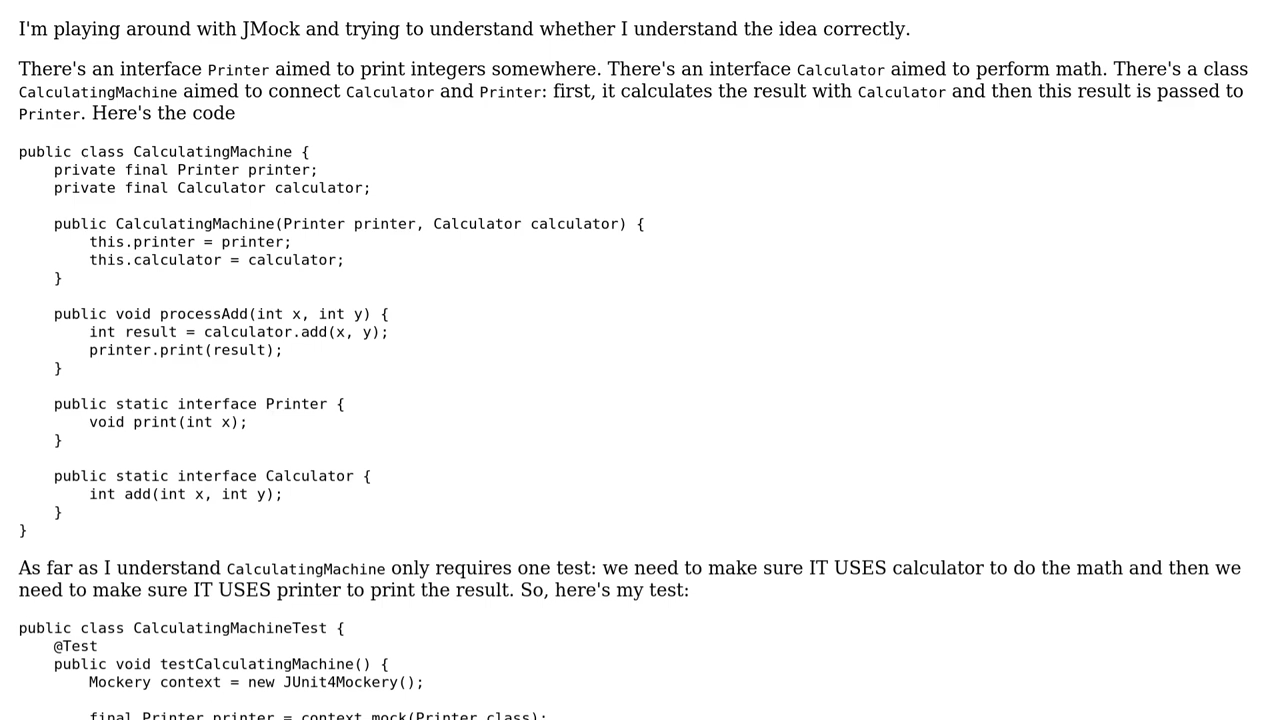 I'm playing around with JMock and trying to understand whether I understand the idea correctly.
There's an interface Printer aimed to print integers somewhere. There's an interface Calculator aimed to perform math. There's a class
CalculatingMachine aimed to connect Calculator and Printer: first, it calculates the result with Calculator and then this result is passed to
Printer. Here's the code
public class CalculatingMachine {
    private final Printer printer;
    private final Calculator calculator;
    public CalculatingMachine(Printer printer, Calculator calculator) {
        this.printer = printer;
        this.calculator = calculator;
    }
    public void processAdd(int x, int y) {
        int result = calculator.add(x, y);
        printer.print(result);
    }
    public static interface Printer {
        void print(int x);
    }
    public static interface Calculator {
        int add(int x, int y);
    }
}
As far as I understand CalculatingMachine only requires one test: we need to make sure IT USES calculator to do the math and then we
need to make sure IT USES printer to print the result. So, here's my test:
public class CalculatingMachineTest {
    @Test
    public void testCalculatingMachine() {
        Mockery context = new JUnit4Mockery();
        final Printer printer = context.mock(Printer.class);